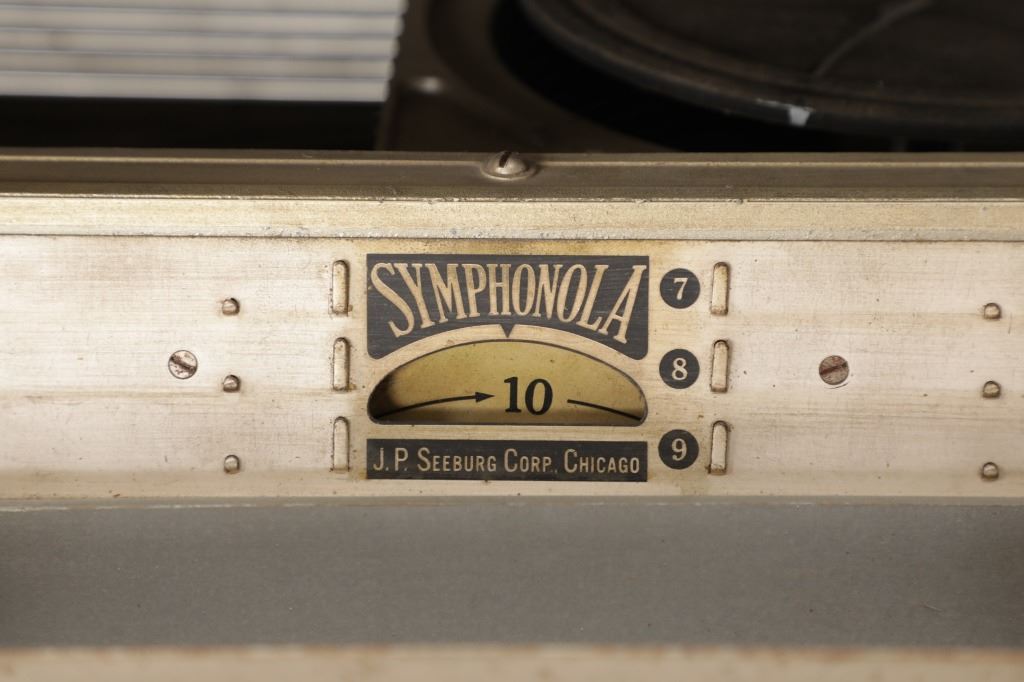 SYMPHONOLA
7
8
10
9
J. P. SEEBURG CORP., CHICAGO